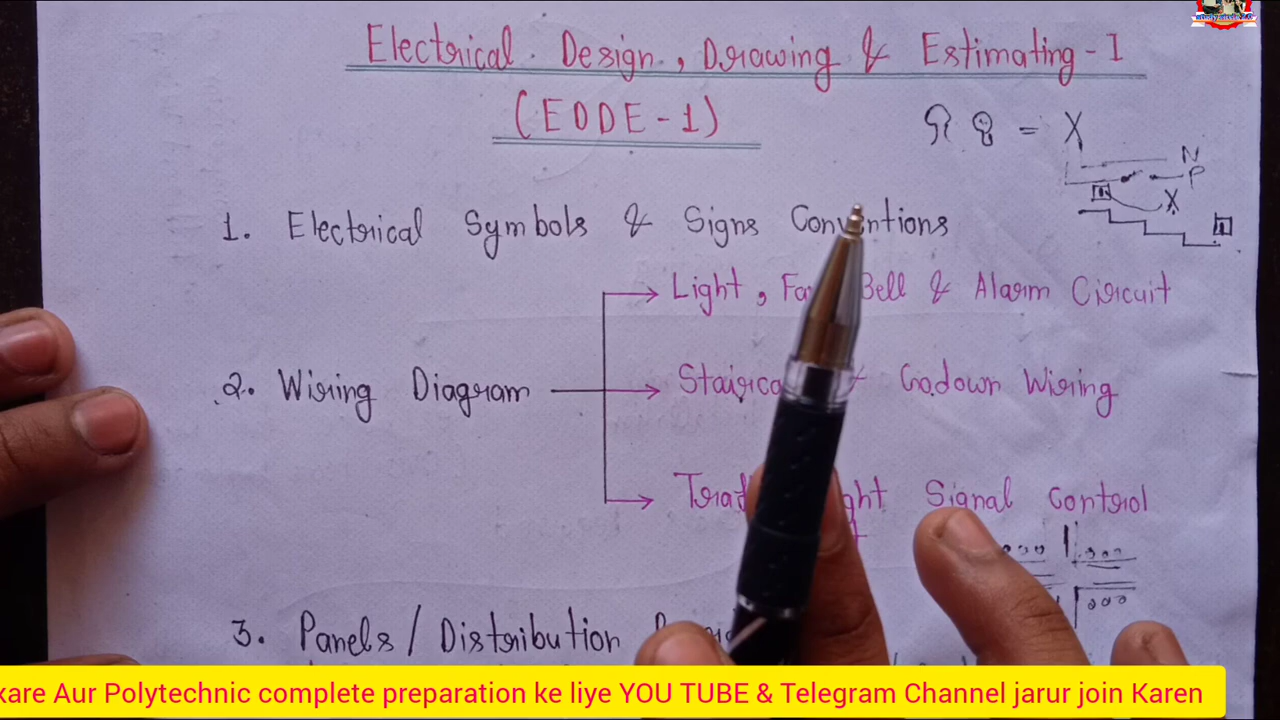 Electrical Design, Drawing & Estimating - I
(EDDE-1)
= X
N
P
X
1. Electrical Symbols & Signs Conventions
Light, Fan Bell & Alarm Circuit
2. Wiring Diagram
Godown Wiring
Signal Control
3. Panels / Distribution
kare Aur Polytechnic complete preparation ke liye YOU TUBE & Telegram Channel jarur join Karen